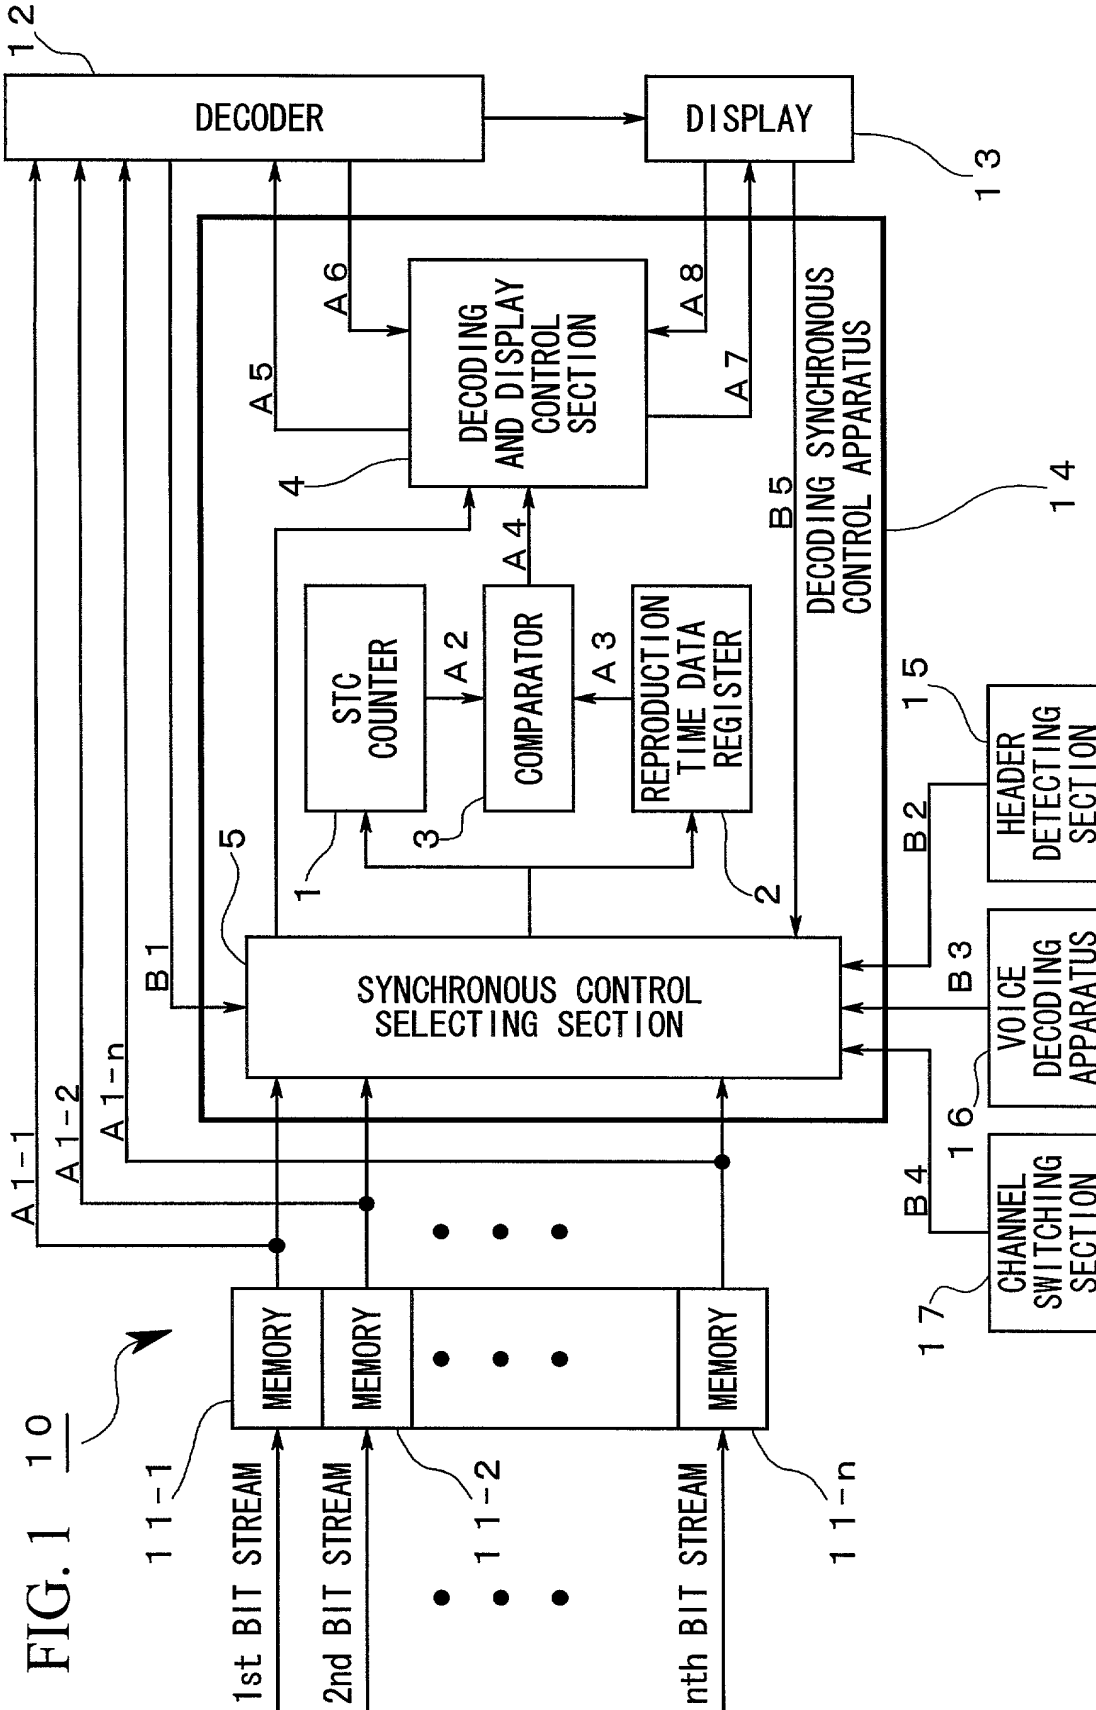 FIG. 1
10
1st BIT STREAM
2nd BIT STREAM
nth BIT STREAM
11-1
11-2
11-n
MEMORY
MEMORY
MEMORY
A1-1
A1-2
A1-n
B1
5
SYNCHRONOUS CONTROL
SELECTING SECTION
1
STC
COUNTER
A2
3
COMPARATOR
A3
2
REPRODUCTION
TIME DATA
REGISTER
A4
4
DECODING
AND DISPLAY
CONTROL
SECTION
A5
A6
A8
A7
B5
DECODING SYNCHRONOUS
CONTROL APPARATUS
14
12
DECODER
DISPLAY
13
17
CHANNEL
SWITCHING
SECTION
B4
16
VOICE
DECODING
APPARATUS
B3
15
HEADER
DETECTING
SECTION
B2